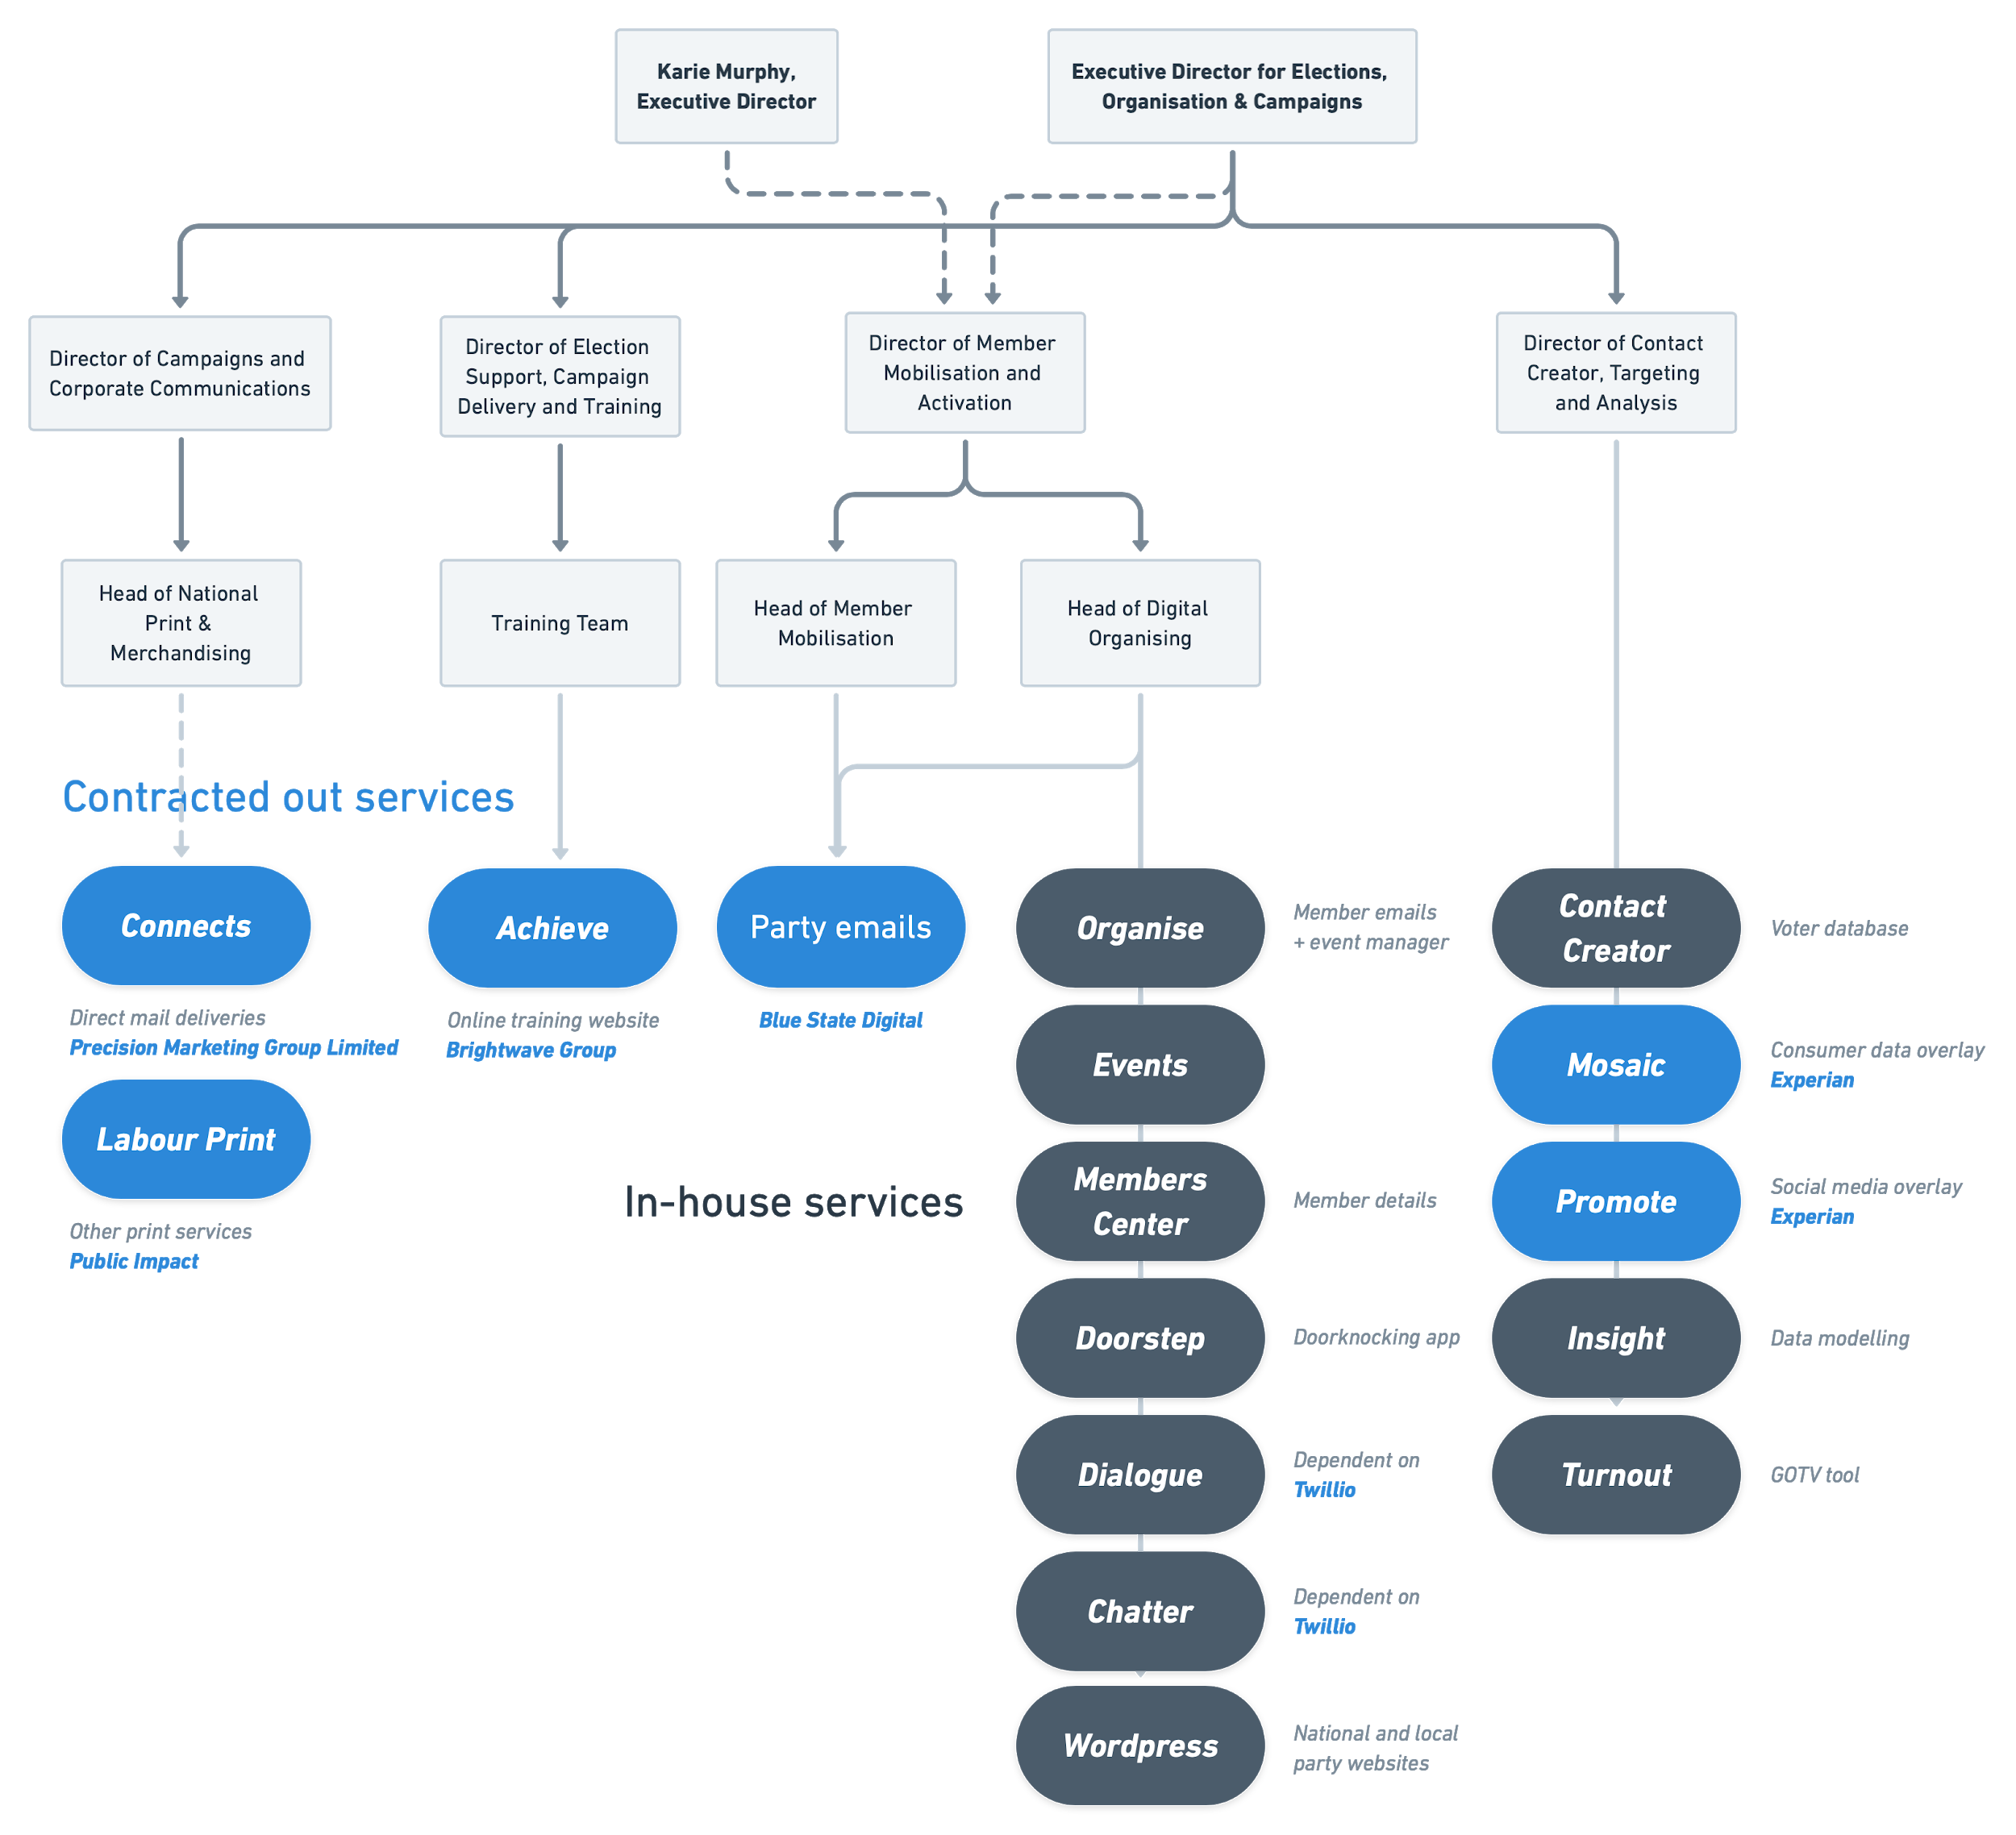 Karie Murphy,
Executive Director
Executive Director for Elections,
Organisation & Campaigns
Director of Campaigns and
Corporate Communications
Director of Election
Support, Campaign
Delivery and Training
Director of Member
Mobilisation and
Activation
Director of Contact
Creator, Targeting
and Analysis
Head of National
Print &
Merchandising
Training Team
Head of Member
Mobilisation
Head of Digital
Organising
Contracted out services
Connects
Direct mail deliveries
Precision Marketing Group Limited
Labour Print
Other print services
Public Impact
Achieve
Online training website
Brightwave Group
Party emails
Blue State Digital
In-house services
Organise
Member emails
+ event manager
Events
Members
Center
Member details
Doorstep
Doorknocking app
Dialogue
Dependent on
Twillio
Chatter
Dependent on
Twillio
Wordpress
National and local
party websites
Contact
Creator
Voter database
Mosaic
Consumer data overlay
Experian
Promote
Social media overlay
Experian
Insight
Data modelling
Turnout
GOTV tool